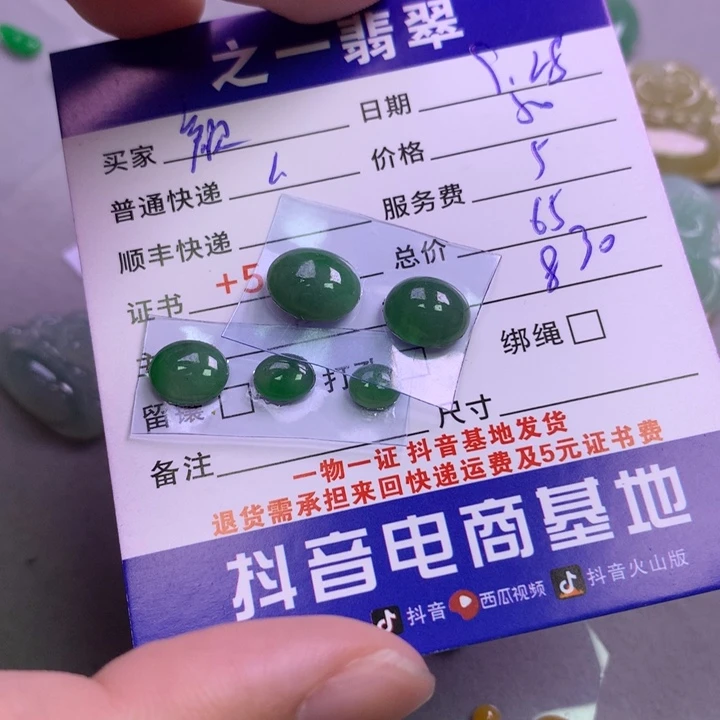 之一翡翠
买家 日期 5.25
普通快递 价格
顺丰快递 服务费 5
证书 +5 总价 65
830
绑绳
留 尺寸
备注
一物一证 抖音基地发货
退货需承担来回快递运费及5元证书费
抖音电商基地
抖音 西瓜视频 抖音火山版